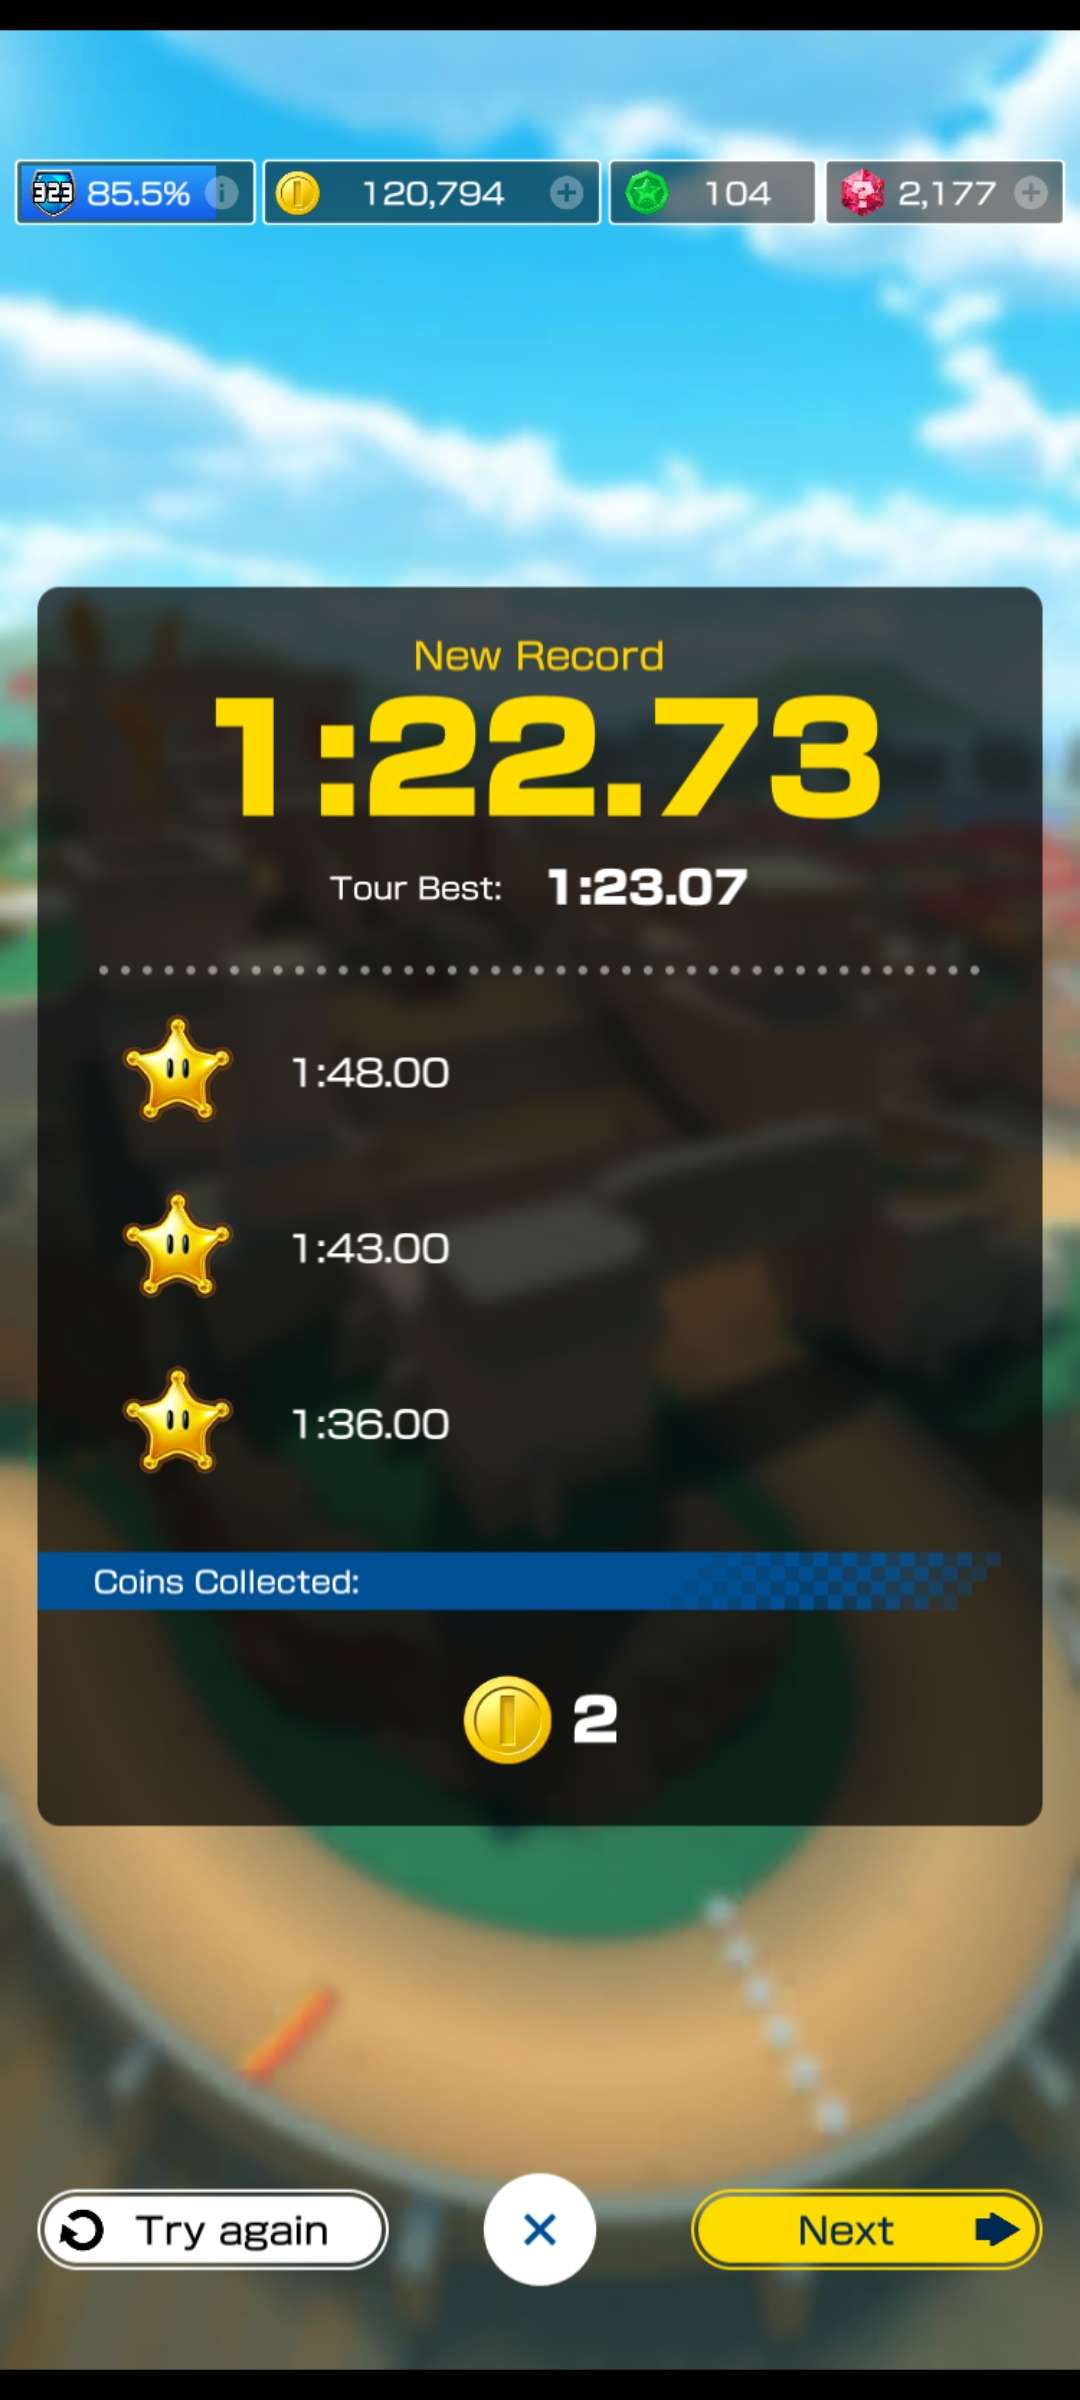 323 85.5% i 120,794 + 104 2,177 +
New Record
1:22.73
Tour Best: 1:23.07
1:48.00
1:43.00
1:36.00
Coins Collected:
2
Try again × Next